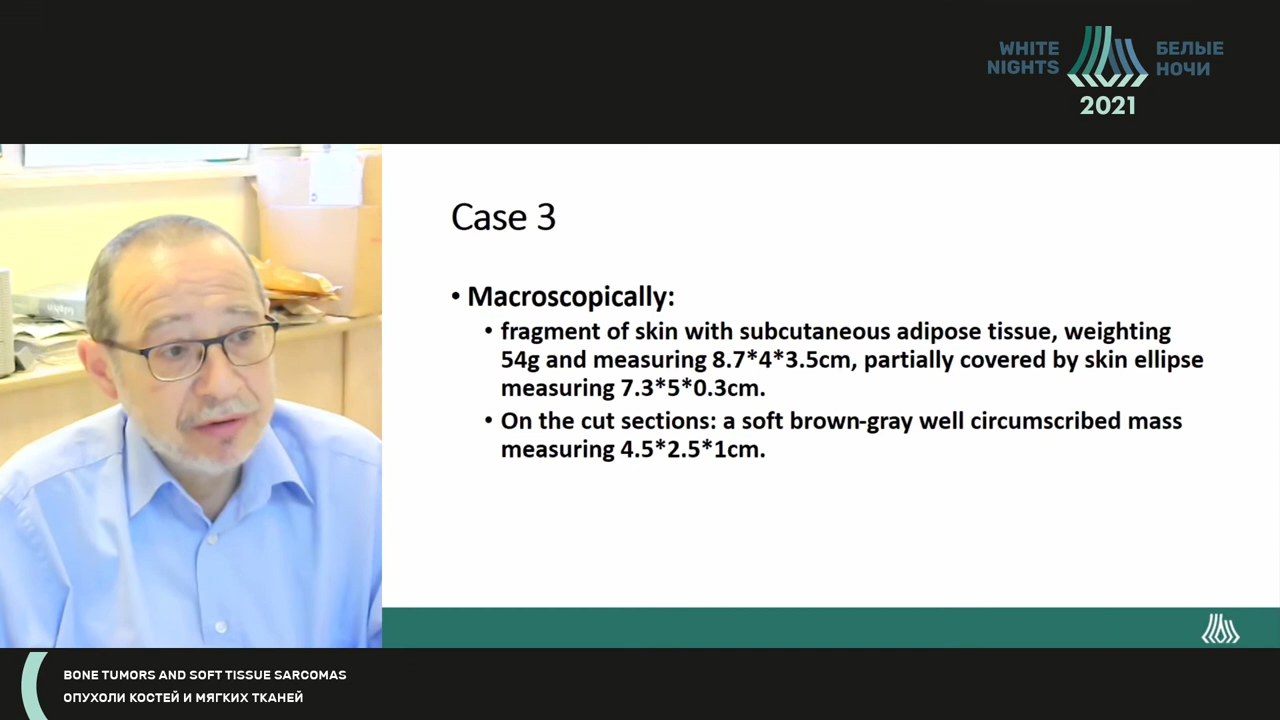 WHITE
NIGHTS
БЕЛЫЕ
НОЧИ
2021
Case 3
• Macroscopically:
• fragment of skin with subcutaneous adipose tissue, weighting
54g and measuring 8.7*4*3.5cm, partially covered by skin ellipse
measuring 7.3*5*0.3cm.
• On the cut sections: a soft brown-gray well circumscribed mass
measuring 4.5*2.5*1cm.
BONE TUMORS AND SOFT TISSUE SARCOMAS
ОПУХОЛИ КОСТЕЙ И МЯГКИХ ТКАНЕЙ